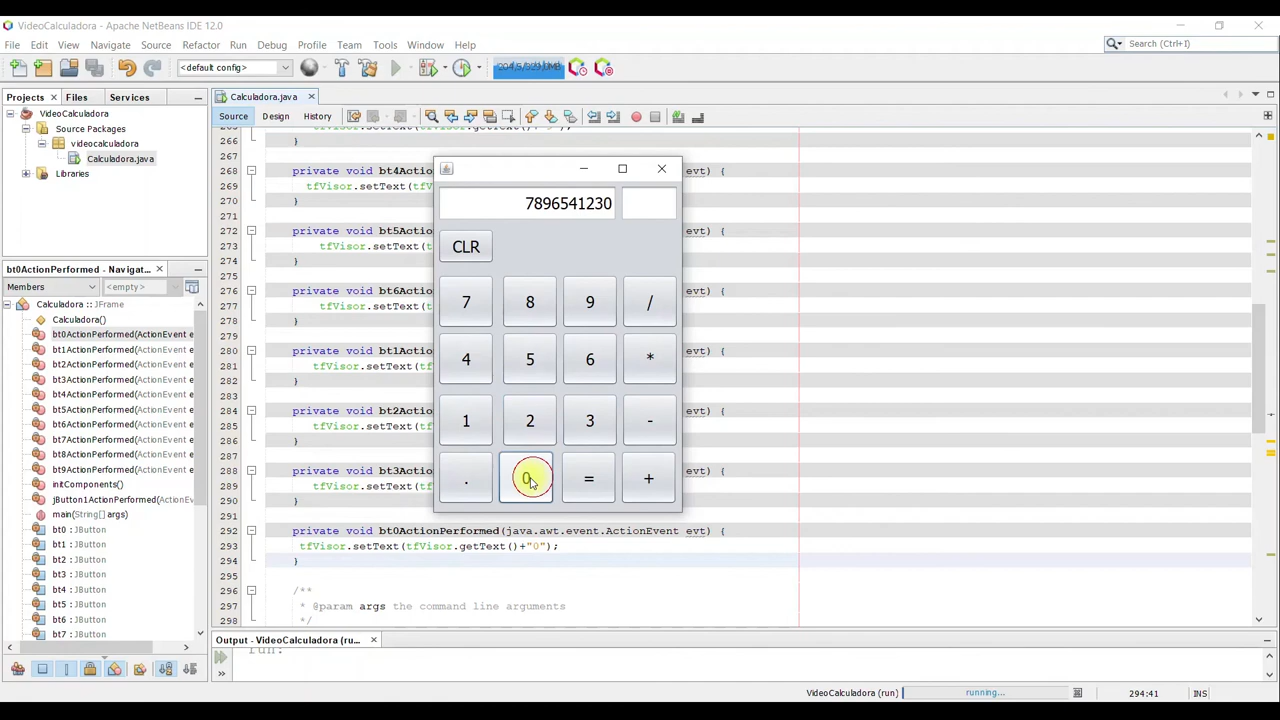 VideoCalculadora - Apache NetBeans IDE 12.0
File Edit View Navigate Source Refactor Run Debug Profile Team Tools Window Help
Search (Ctrl+I)
<default config>
Projects Files Services
Calculadora.java
VideoCalculadora
Source Packages
videocalculadora
Calculadora.java
Libraries
Source Design History
266 }
267
268 private void bt4Action evt) {
269 tfVisor.setText(tfV
270 }
271
272 private void bt5Action evt) {
273 tfVisor.setText(t
274 }
275
276 private void bt6Action evt) {
277 tfVisor.setText(t
278 }
279
280 private void bt1Action evt) {
281 tfVisor.setText(t
282 }
283
284 private void bt2Action evt) {
285 tfVisor.setText(t
286 }
287
288 private void bt3Action evt) {
289 tfVisor.setText(t
290 }
291
292 private void bt0ActionPerformed(java.awt.event.ActionEvent evt) {
293 tfVisor.setText(tfVisor.getText()+"0");
294 }
295
296 /**
297 * @param args the command line arguments
298 */
7896541230
CLR
7 8 9 /
4 5 6 *
1 2 3 -
. 0 = +
bt0ActionPerformed - Navigat...
Members <empty>
Calculadora :: JFrame
Calculadora()
bt0ActionPerformed(ActionEvent e
bt1ActionPerformed(ActionEvent e
bt2ActionPerformed(ActionEvent e
bt3ActionPerformed(ActionEvent e
bt4ActionPerformed(ActionEvent e
bt5ActionPerformed(ActionEvent e
bt6ActionPerformed(ActionEvent e
bt7ActionPerformed(ActionEvent e
bt8ActionPerformed(ActionEvent e
bt9ActionPerformed(ActionEvent e
initComponents()
jButton1ActionPerformed(ActionEv
main(String[] args)
bt0 : JButton
bt1 : JButton
bt2 : JButton
bt3 : JButton
bt4 : JButton
bt5 : JButton
bt6 : JButton
bt7 : JButton
Output - VideoCalculadora (ru...
run:
VideoCalculadora (run) running... 294:41 INS